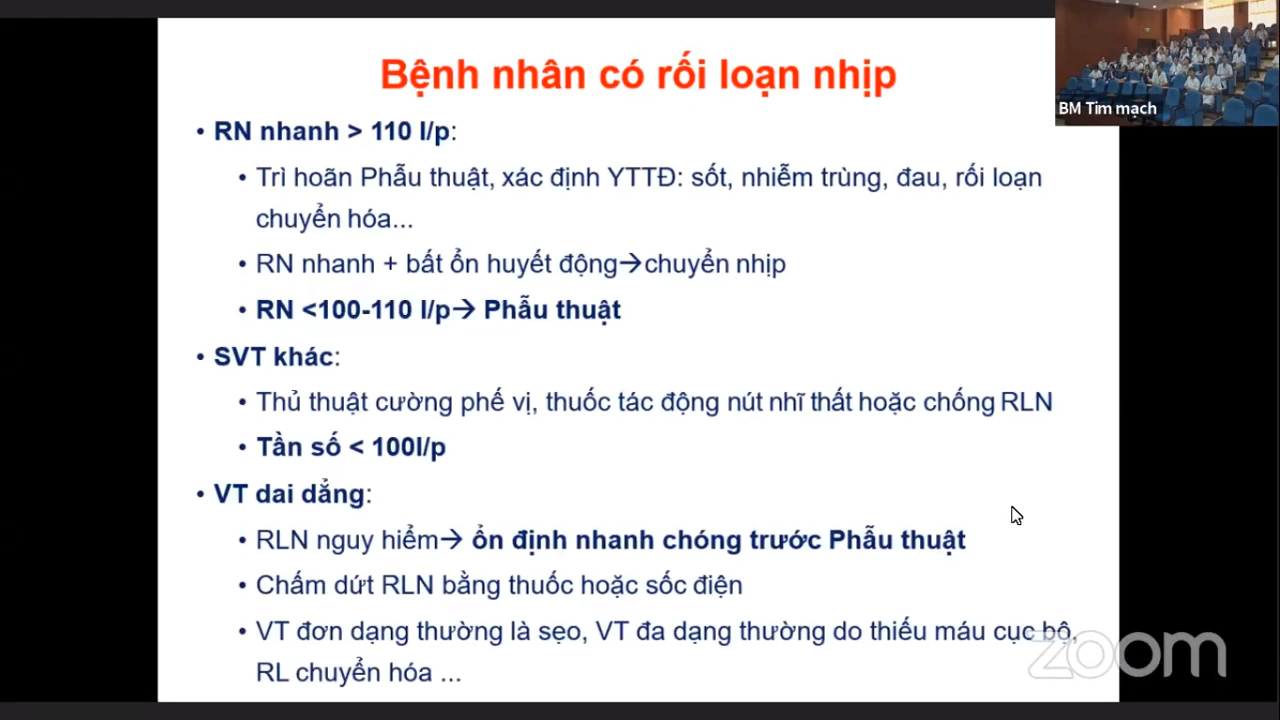 Bệnh nhân có rối loạn nhịp
BM Tim mạch
• RN nhanh > 110 l/p:
• Trì hoãn Phẫu thuật, xác định YTTĐ: sốt, nhiễm trùng, đau, rối loạn
chuyển hóa...
• RN nhanh + bất ổn huyết động→chuyển nhịp
• RN <100-110 l/p→ Phẫu thuật
• SVT khác:
• Thủ thuật cường phế vị, thuốc tác động nút nhĩ thất hoặc chống RLN
• Tần số < 100l/p
• VT dai dẳng:
• RLN nguy hiểm→ ổn định nhanh chóng trước Phẫu thuật
• Chấm dứt RLN bằng thuốc hoặc sốc điện
• VT đơn dạng thường là sẹo, VT đa dạng thường do thiếu máu cục bộ,
RL chuyển hóa ...
zoom